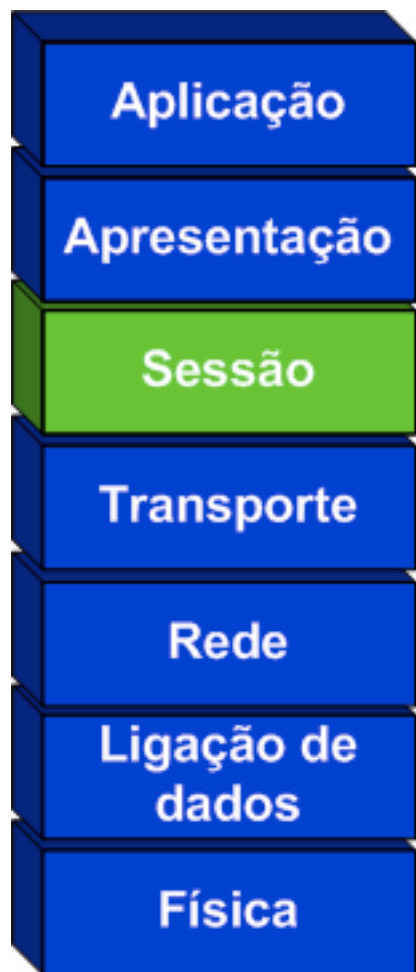 Aplicação
Apresentação
Sessão
Transporte
Rede
Ligação de
dados
Física